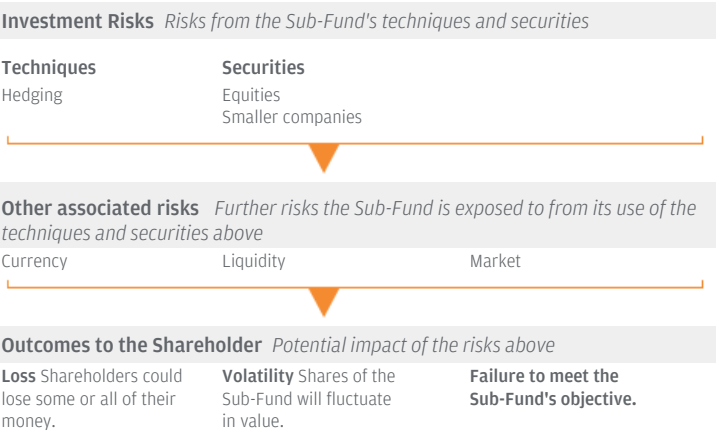 Investment Risks Risks from the Sub-Fund's techniques and securities
Techniques
Hedging
Securities
Equities
Smaller companies
Other associated risks Further risks the Sub-Fund is exposed to from its use of the
techniques and securities above
Currency
Liquidity
Market
Outcomes to the Shareholder Potential impact of the risks above
Loss Shareholders could
lose some or all of their
money.
Volatility Shares of the
Sub-Fund will fluctuate
in value.
Failure to meet the
Sub-Fund's objective.